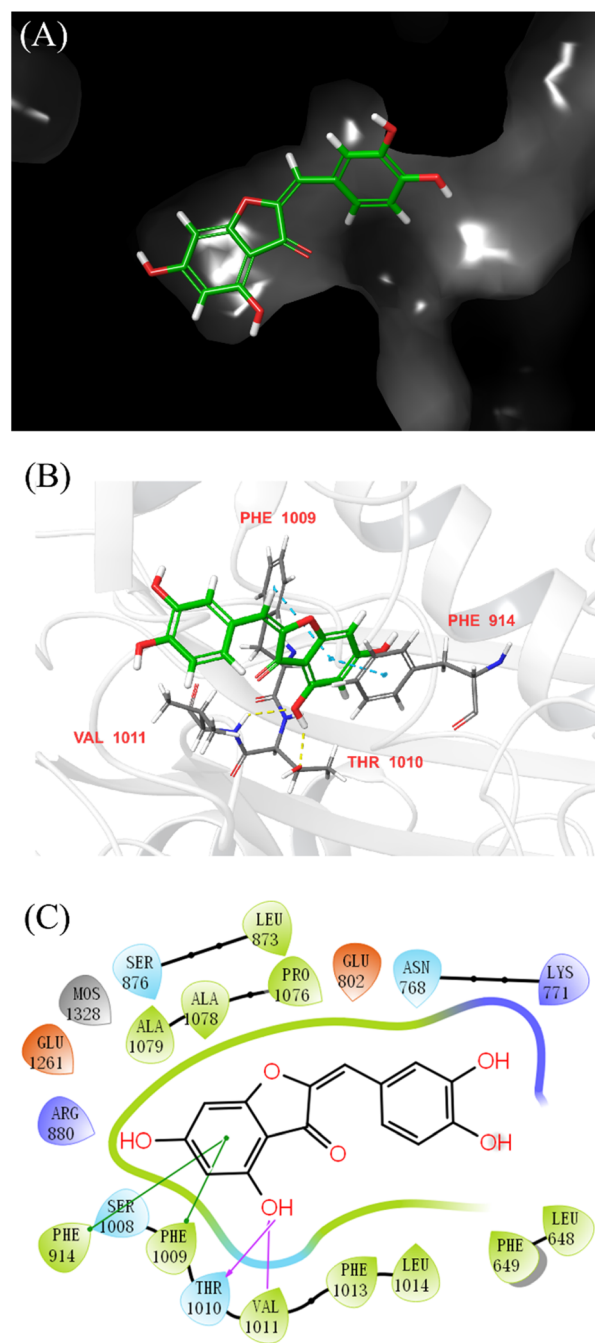 (A)
(B)
PHE 1009
PHE 914
VAL 1011
THR 1010
(C)
LEU
873
SER
876
PRO
1076
GLU
802
ASN
768
LYS
771
MOS
1328
ALA
1078
ALA
1079
GLU
1261
ARG
880
O
OH
HO
O
OH
OH
PHE
914
SER
1008
PHE
1009
THR
1010
VAL
1011
PHE
1013
LEU
1014
PHE
649
LEU
648